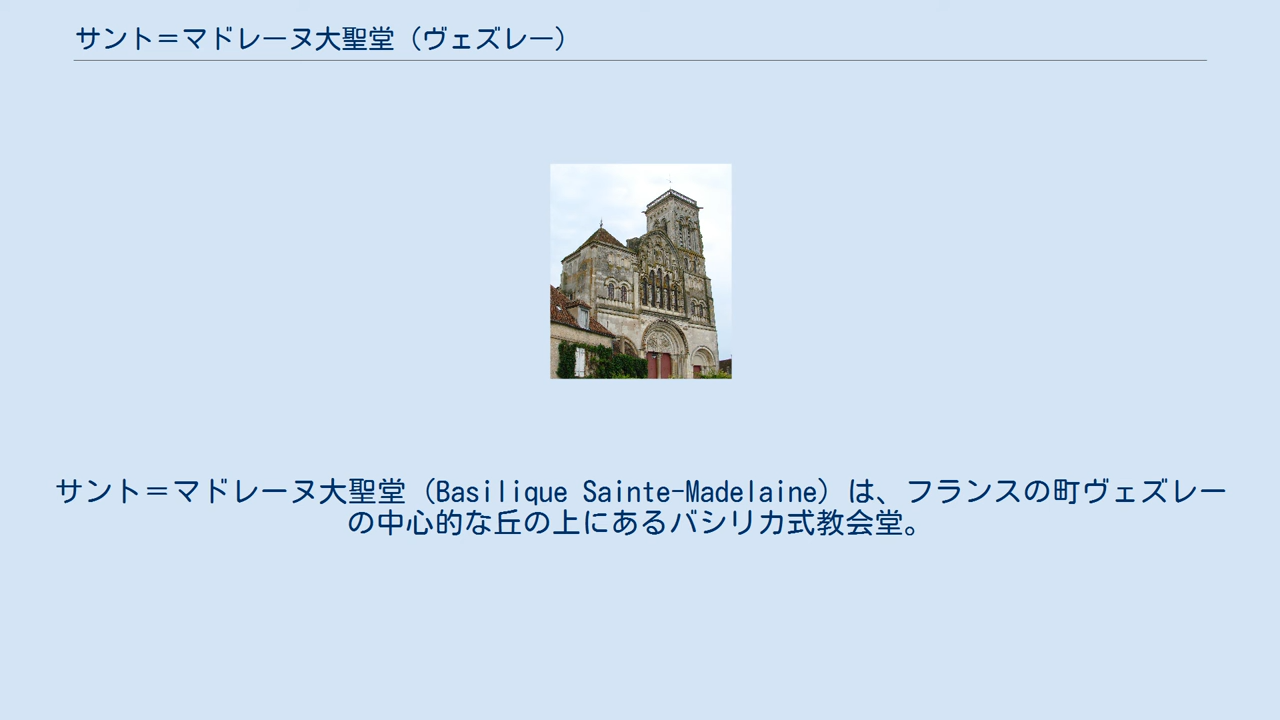 サント＝マドレーヌ大聖堂（ヴェズレー）
サント＝マドレーヌ大聖堂（Basilique Sainte-Madelaine）は、フランスの町ヴェズレー
の中心的な丘の上にあるバシリカ式教会堂。